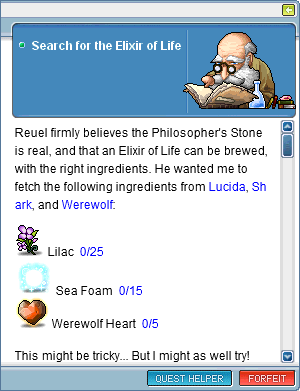 Search for the Elixir of Life
Reuel firmly believes the Philosopher's Stone
is real, and that an Elixir of Life can be brewed,
with the right ingredients. He wanted me to
fetch the following ingredients from Lucida, Sh
ark, and Werewolf:
Lilac 0/25
Sea Foam 0/15
Werewolf Heart 0/5
This might be tricky... But I might as well try!
QUEST HELPER FORFEIT